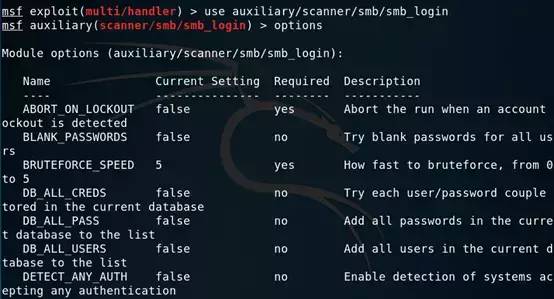 msf exploit(multi/handler) > use auxiliary/scanner/smb/smb_login
msf auxiliary(scanner/smb/smb_login) > options
Module options (auxiliary/scanner/smb/smb_login):
Name Current Setting Required Description
---- --------------- -------- -----------
ABORT_ON_LOCKOUT false yes Abort the run when an account
ockout is detected
BLANK_PASSWORDS false no Try blank passwords for all us
rs
BRUTEFORCE_SPEED 5 yes How fast to bruteforce, from 0
to 5
DB_ALL_CREDS false no Try each user/password couple
tored in the current database
DB_ALL_PASS false no Add all passwords in the curre
t database to the list
DB_ALL_USERS false no Add all users in the current d
tabase to the list
DETECT_ANY_AUTH false no Enable detection of systems ac
epting any authentication